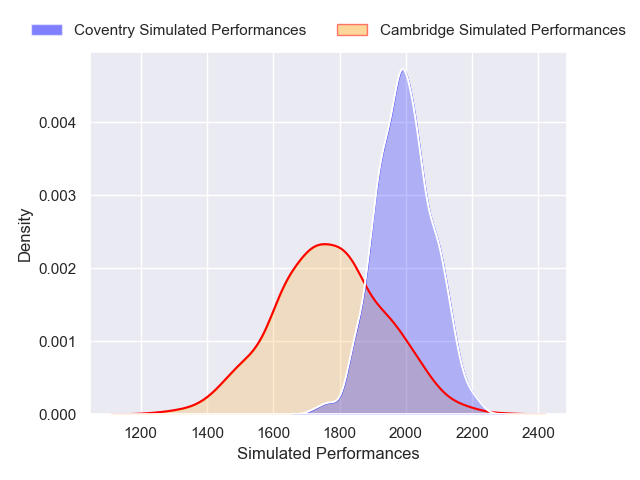 Coventry Simulated Performances Cambridge Simulated Performances
0.004
0.003
0.002
0.001
0.000
Density
1200 1400 1600 1800 2000 2200 2400
Simulated Performances